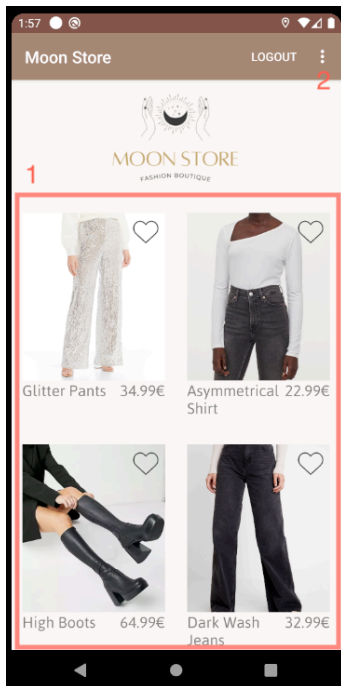 1:57
Moon Store
LOGOUT
2
MOON STORE
FASHION BOUTIQUE
1
Glitter Pants 34.99€
Asymmetrical 22.99€
Shirt
High Boots 64.99€
Dark Wash 32.99€
Jeans